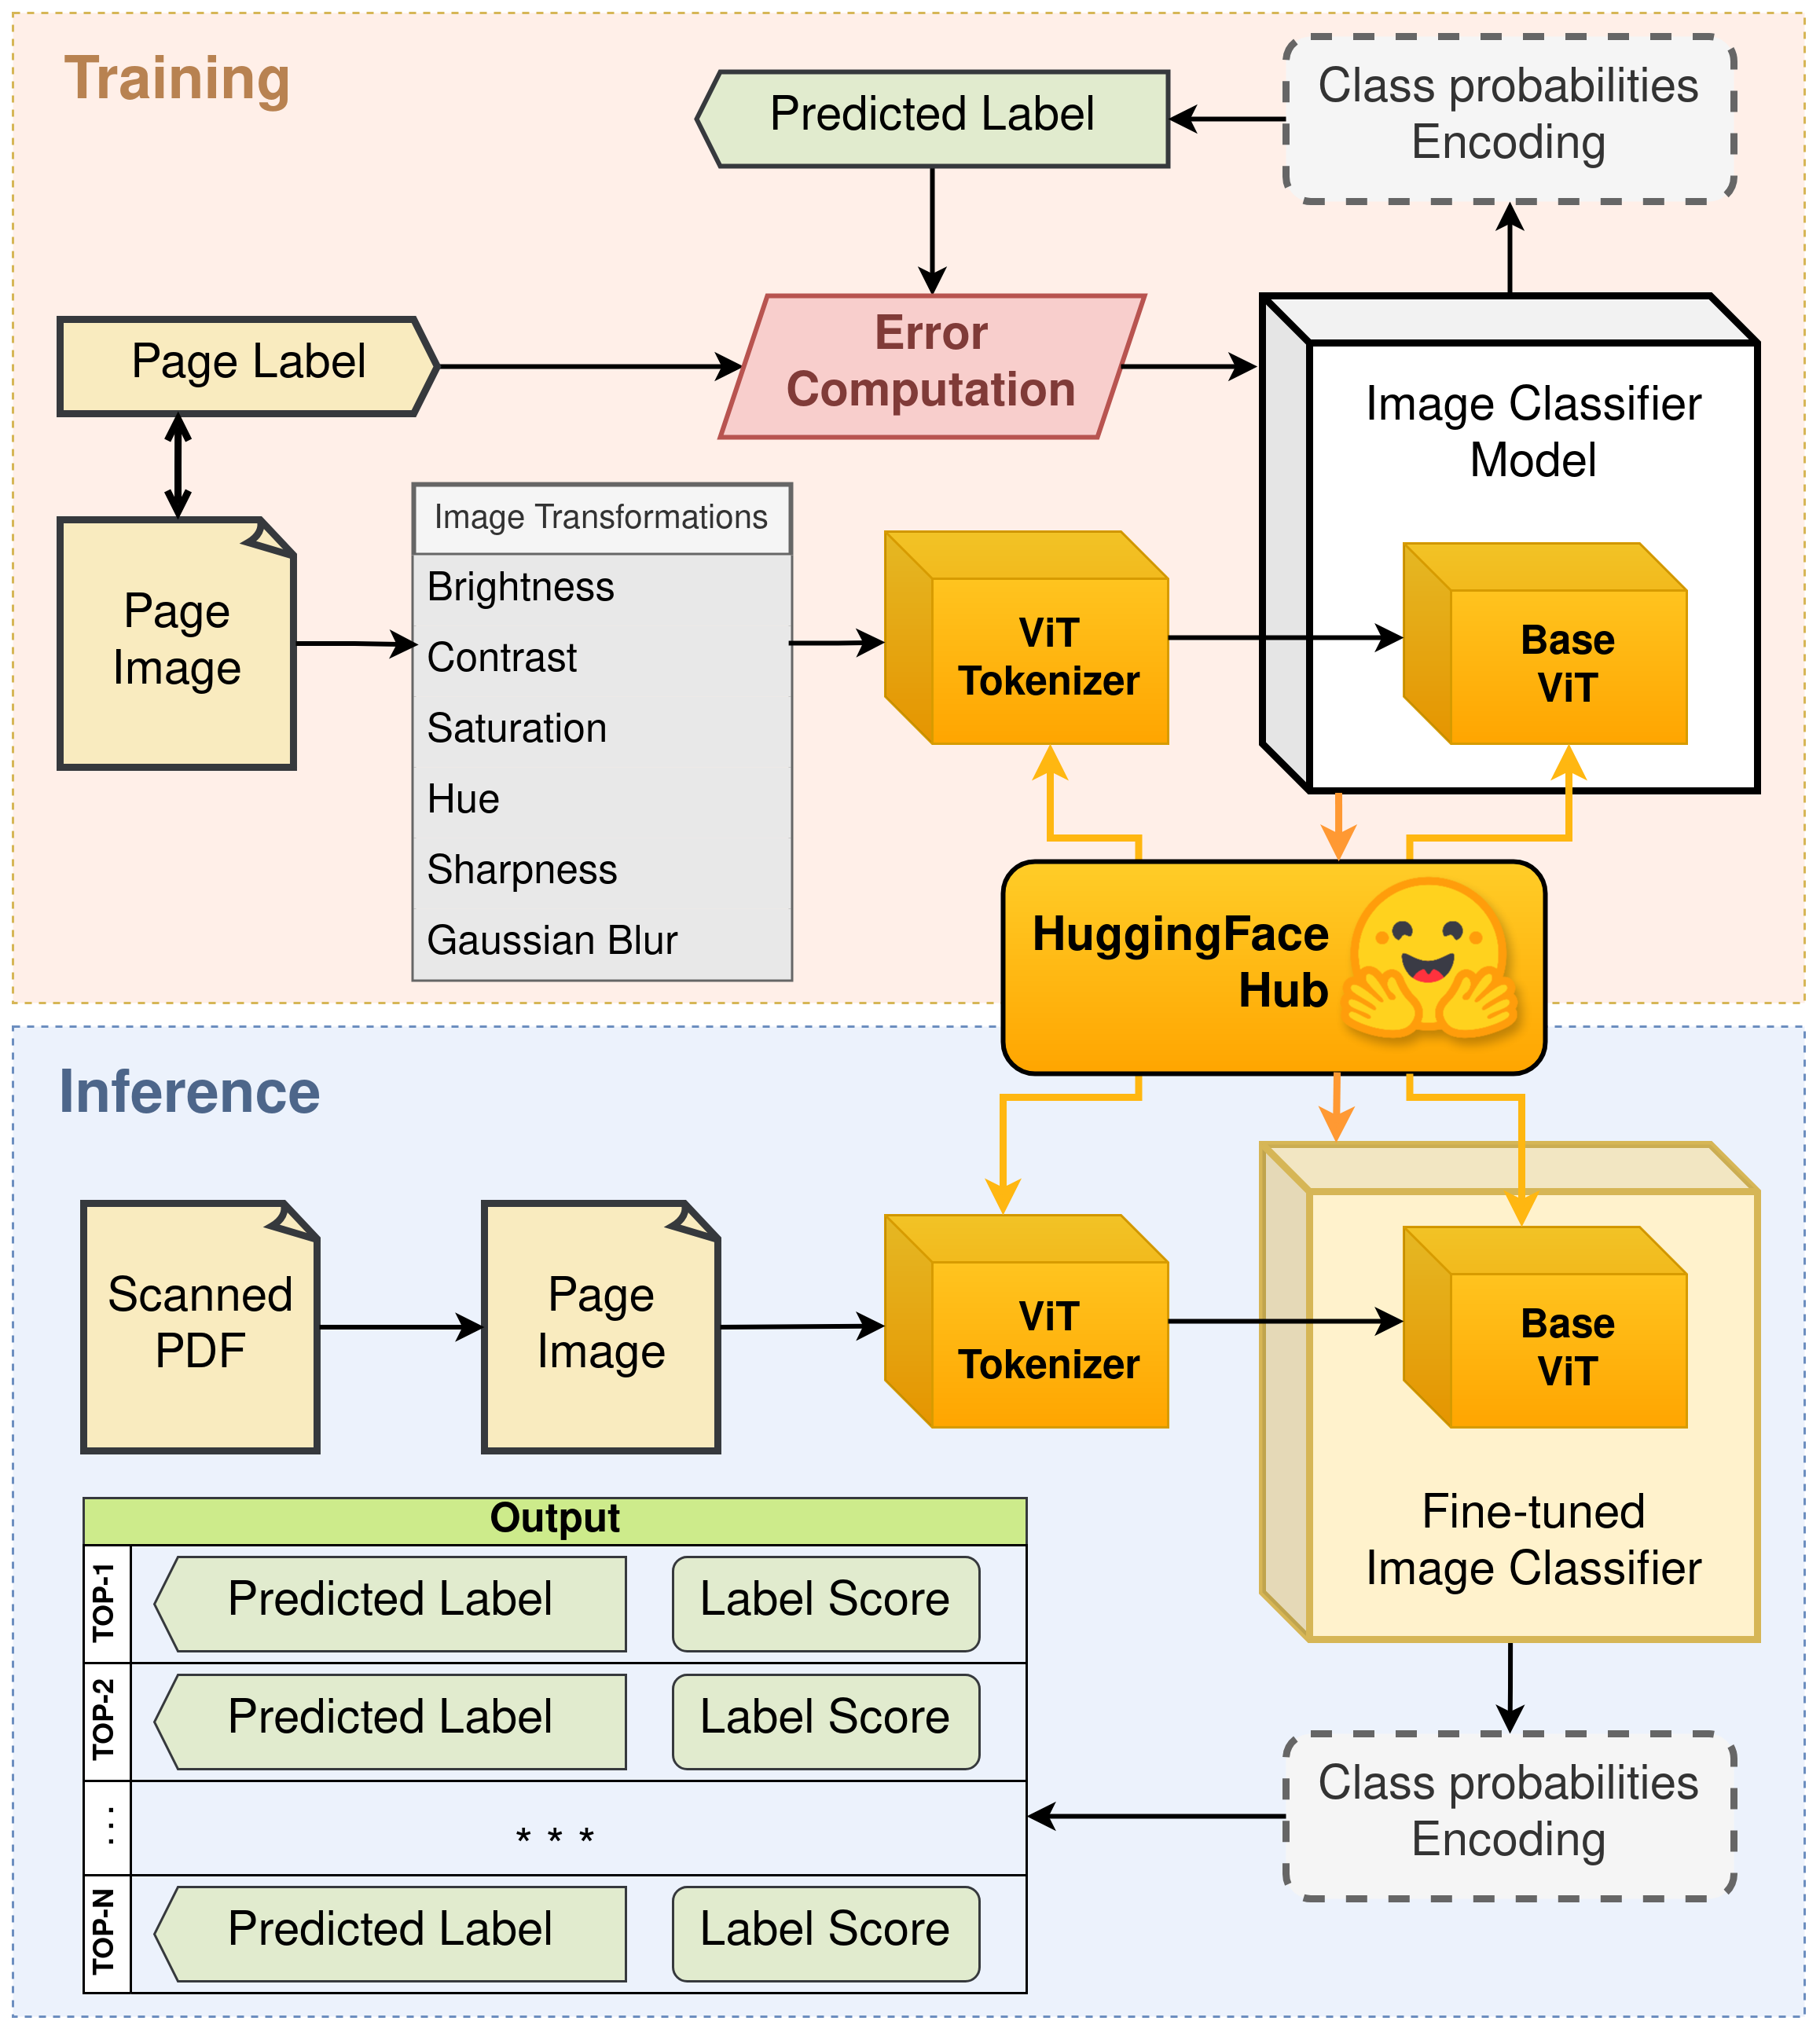 Training
Predicted Label
Class probabilities
Encoding
Page Label
Error
Computation
Image Classifier
Model
Page
Image
Image Transformations
Brightness
Contrast
Saturation
Hue
Sharpness
Gaussian Blur
ViT
Tokenizer
Base
ViT
HuggingFace
Hub
Inference
Scanned
PDF
Page
Image
ViT
Tokenizer
Base
ViT
Fine-tuned
Image Classifier
Output
TOP-1
Predicted Label
Label Score
TOP-2
Predicted Label
Label Score
...
* * *
TOP-N
Predicted Label
Label Score
Class probabilities
Encoding